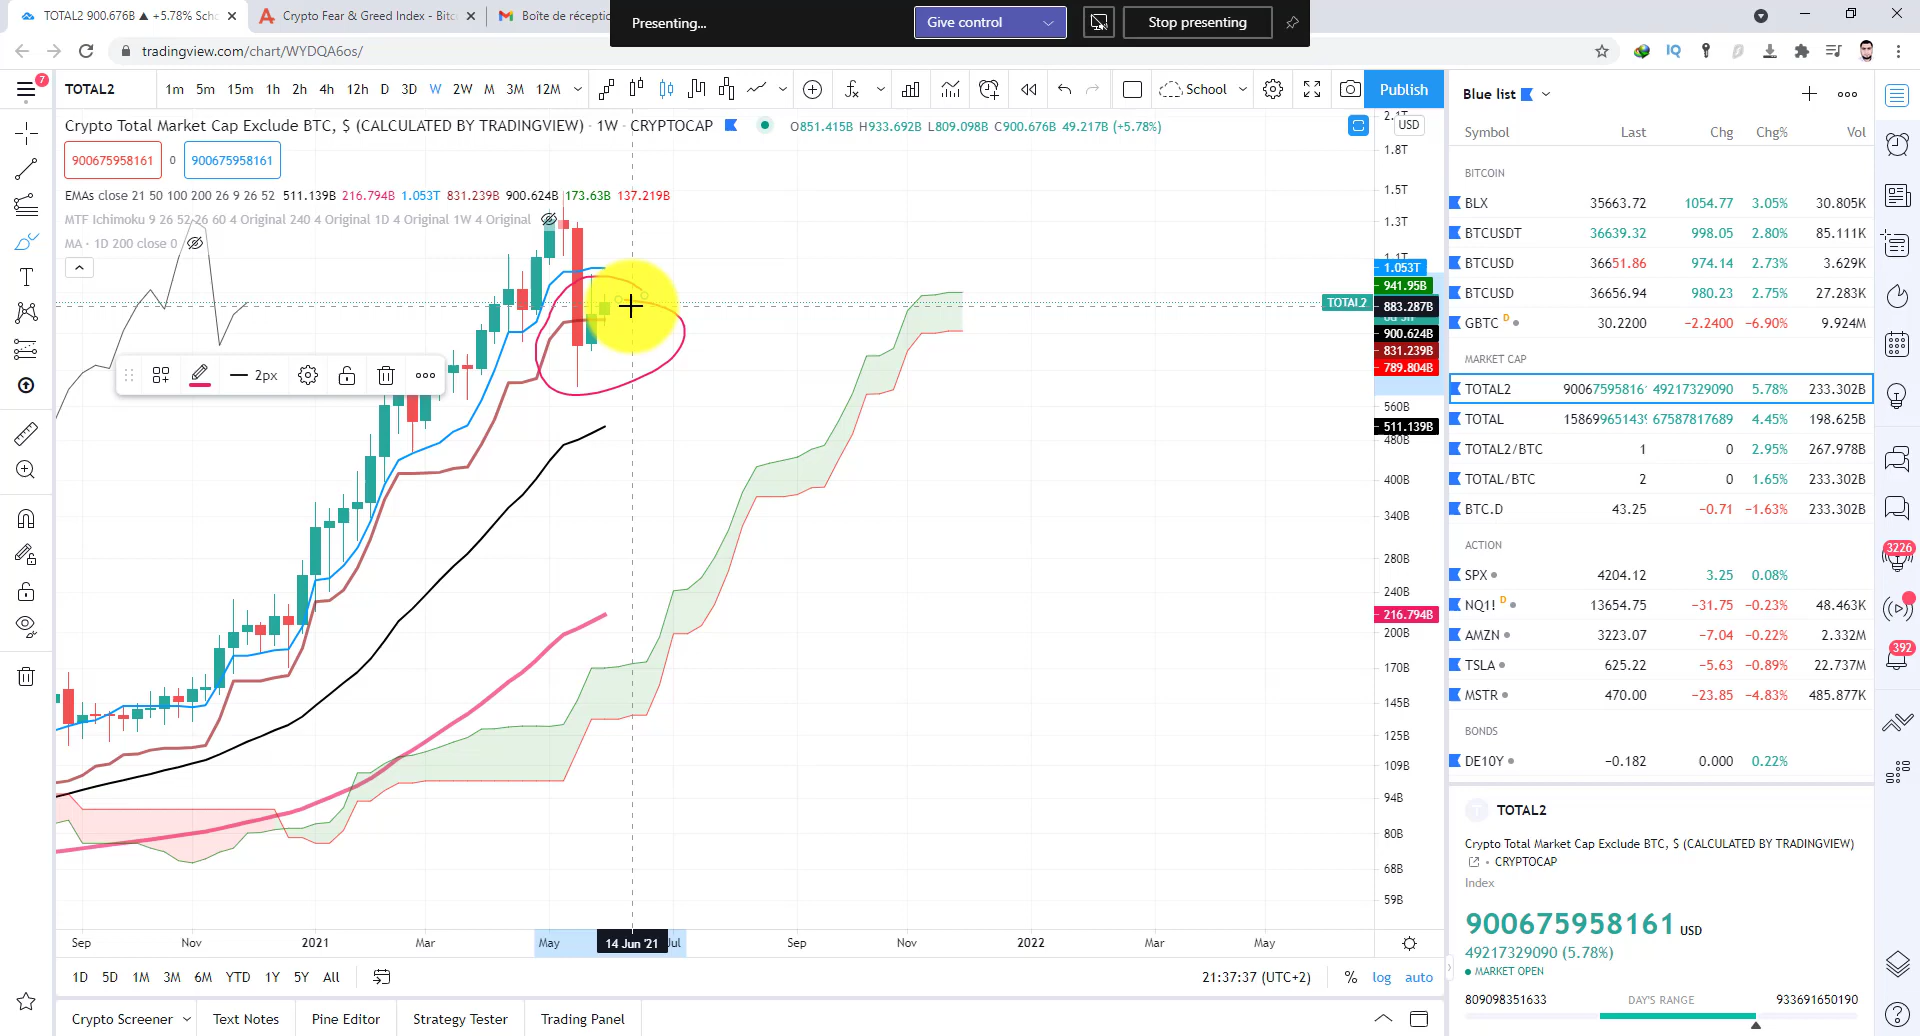 TOTAL2 900.676B ▲ +5.78% Scho
Crypto Fear & Greed Index - Bitc
Boîte de réceptio
Presenting...
Give control
Stop presenting
tradingview.com/chart/WYDQA6os/
7
TOTAL2
1m 5m 15m 1h 2h 4h 12h D 3D W 2W M 3M 12M
School
Publish
Crypto Total Market Cap Exclude BTC, $ (CALCULATED BY TRADINGVIEW) · 1W · CRYPTOCAP
O851.415B H933.692B L809.098B C900.676B 49.217B (+5.78%)
USD
900675958161 0 900675958161
EMAs close 21 50 100 200 26 9 26 52 511.139B 216.794B 1.053T 831.239B 900.624B 173.63B 137.219B
MTF Ichimoku 9 26 52 26 60 4 Original 240 4 Original 1D 4 Original 1W 4 Original
MA · 1D 200 close 0
2px
2.1T
1.8T
1.5T
1.3T
1.1T
1.053T
941.95B
TOTAL2
883.287B
900.624B
831.239B
789.804B
560B
511.139B
480B
400B
340B
280B
240B
216.794B
200B
170B
145B
125B
109B
94B
80B
68B
59B
Sep Nov 2021 Mar May 14 Jun '21 Jul Sep Nov 2022 Mar May
1D 5D 1M 3M 6M YTD 1Y 5Y All
21:37:37 (UTC+2)
% log auto
Crypto Screener
Text Notes
Pine Editor
Strategy Tester
Trading Panel
Blue list
Symbol Last Chg Chg% Vol
BITCOIN
BLX 35663.72 1054.77 3.05% 30.805K
BTCUSDT 36639.32 998.05 2.80% 85.111K
BTCUSD 36651.86 974.14 2.73% 3.629K
BTCUSD 36656.94 980.23 2.75% 27.283K
GBTC D 30.2200 −2.2400 −6.90% 9.924M
MARKET CAP
TOTAL2 90067595816 49217329090 5.78% 233.302B
TOTAL 1586996514 67587817689 4.45% 198.625B
TOTAL2/BTC 1 0 2.95% 267.978B
TOTAL/BTC 2 0 1.65% 233.302B
BTC.D 43.25 −0.71 −1.63% 233.302B
ACTION
SPX 4204.12 3.25 0.08%
NQ1! D 13654.75 −31.75 −0.23% 48.463K
AMZN 3223.07 −7.04 −0.22% 2.332M
TSLA 625.22 −5.63 −0.89% 22.737M
MSTR 470.00 −23.85 −4.83% 485.877K
BONDS
DE10Y −0.182 0.000 0.22%
T TOTAL2
Crypto Total Market Cap Exclude BTC, $ (CALCULATED BY TRADINGVIEW)
CRYPTOCAP
Index
900675958161 USD
49217329090 (5.78%)
MARKET OPEN
809098351633 DAY'S RANGE 933691650190
3226
392